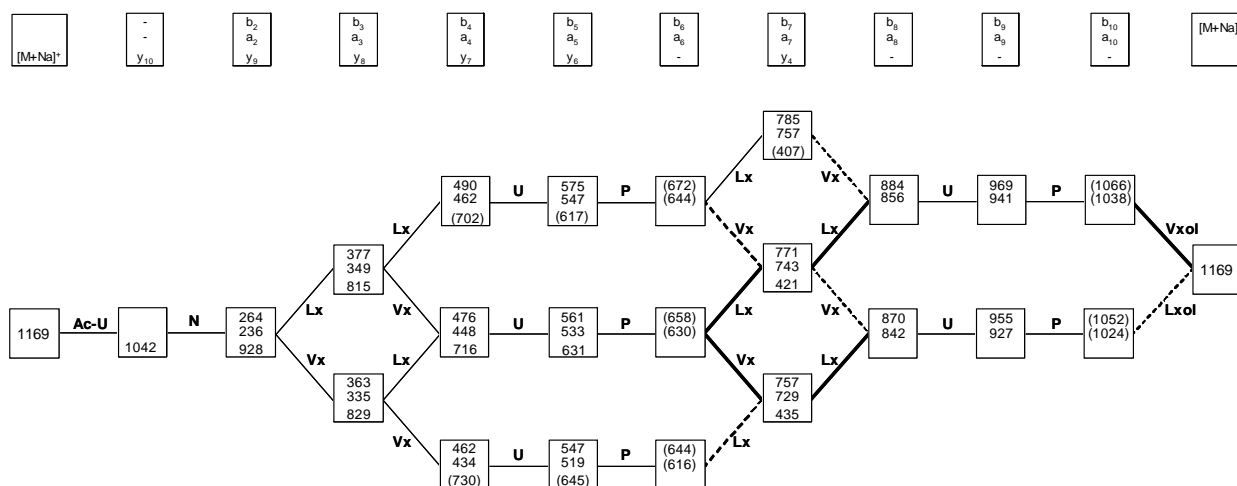 [M+Na]⁺
-
-
y₁₀
b₂
a₂
y₉
b₃
a₃
y₈
b₄
a₄
y₇
b₅
a₅
y₆
b₆
a₆
-
b₇
a₇
y₄
b₈
a₈
-
b₉
a₉
-
b₁₀
a₁₀
-
[M+Na]
785
757
(407)
Lx
Vx
490
462
(702)
U
575
547
(617)
P
(672)
(644)
884
856
U
969
941
P
(1066)
(1038)
Lx
Vx
Lx
Vxol
377
349
815
771
743
421
1169
Lx
Vx
Lx
Vx
Lxol
1169
Ac-U
1042
N
264
236
928
476
448
716
U
561
533
631
P
(658)
(630)
870
842
U
955
927
P
(1052)
(1024)
Vx
Lx
Vx
Lx
363
335
829
757
729
435
Vx
Lx
462
434
(730)
U
547
519
(645)
P
(644)
(616)